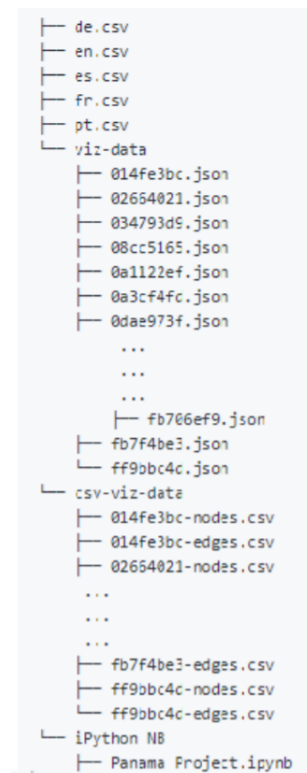 ├── de.csv
├── en.csv
├── es.csv
├── fr.csv
├── pt.csv
└── viz-data
    ├── 014fe3bc.json
    ├── 02664021.json
    ├── 034793d9.json
    ├── 08cc5165.json
    ├── 0a1122ef.json
    ├── 0a3cf4fc.json
    ├── 0dae973f.json
        ...
        ...
        ...
        ├── fb706ef9.json
    ├── fb7f4be3.json
    └── ff9bbc4c.json
└── csv-viz-data
    ├── 014fe3bc-nodes.csv
    ├── 014fe3bc-edges.csv
    ├── 02664021-nodes.csv
    ...
    ...
    ...
    ├── fb7f4be3-edges.csv
    ├── ff9bbc4c-nodes.csv
    └── ff9bbc4c-edges.csv
└── iPython NB
    ├── Panama Project.ipynb